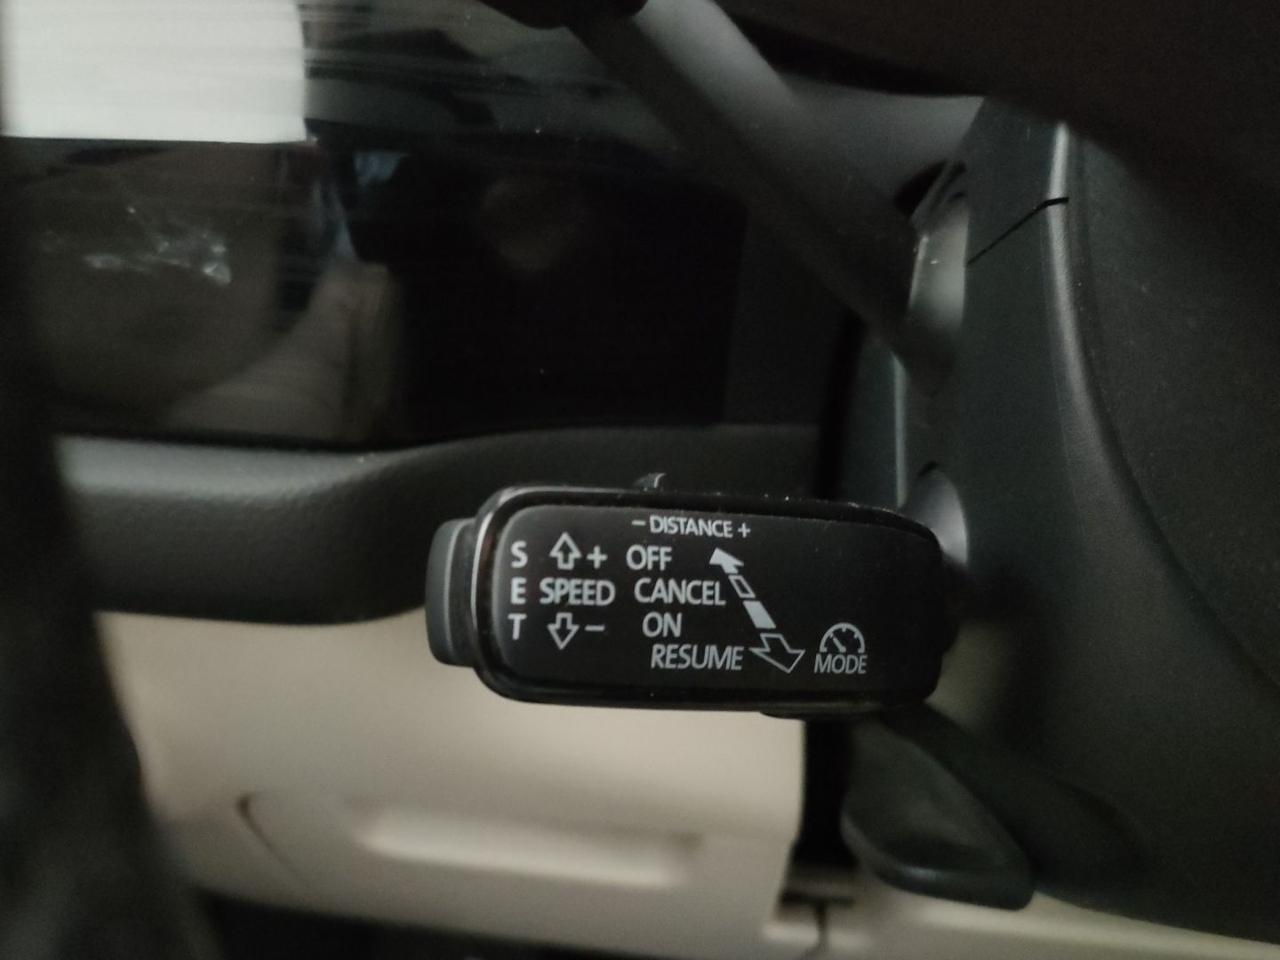 − DISTANCE +
S + OFF
E SPEED CANCEL
T − ON
RESUME
MODE